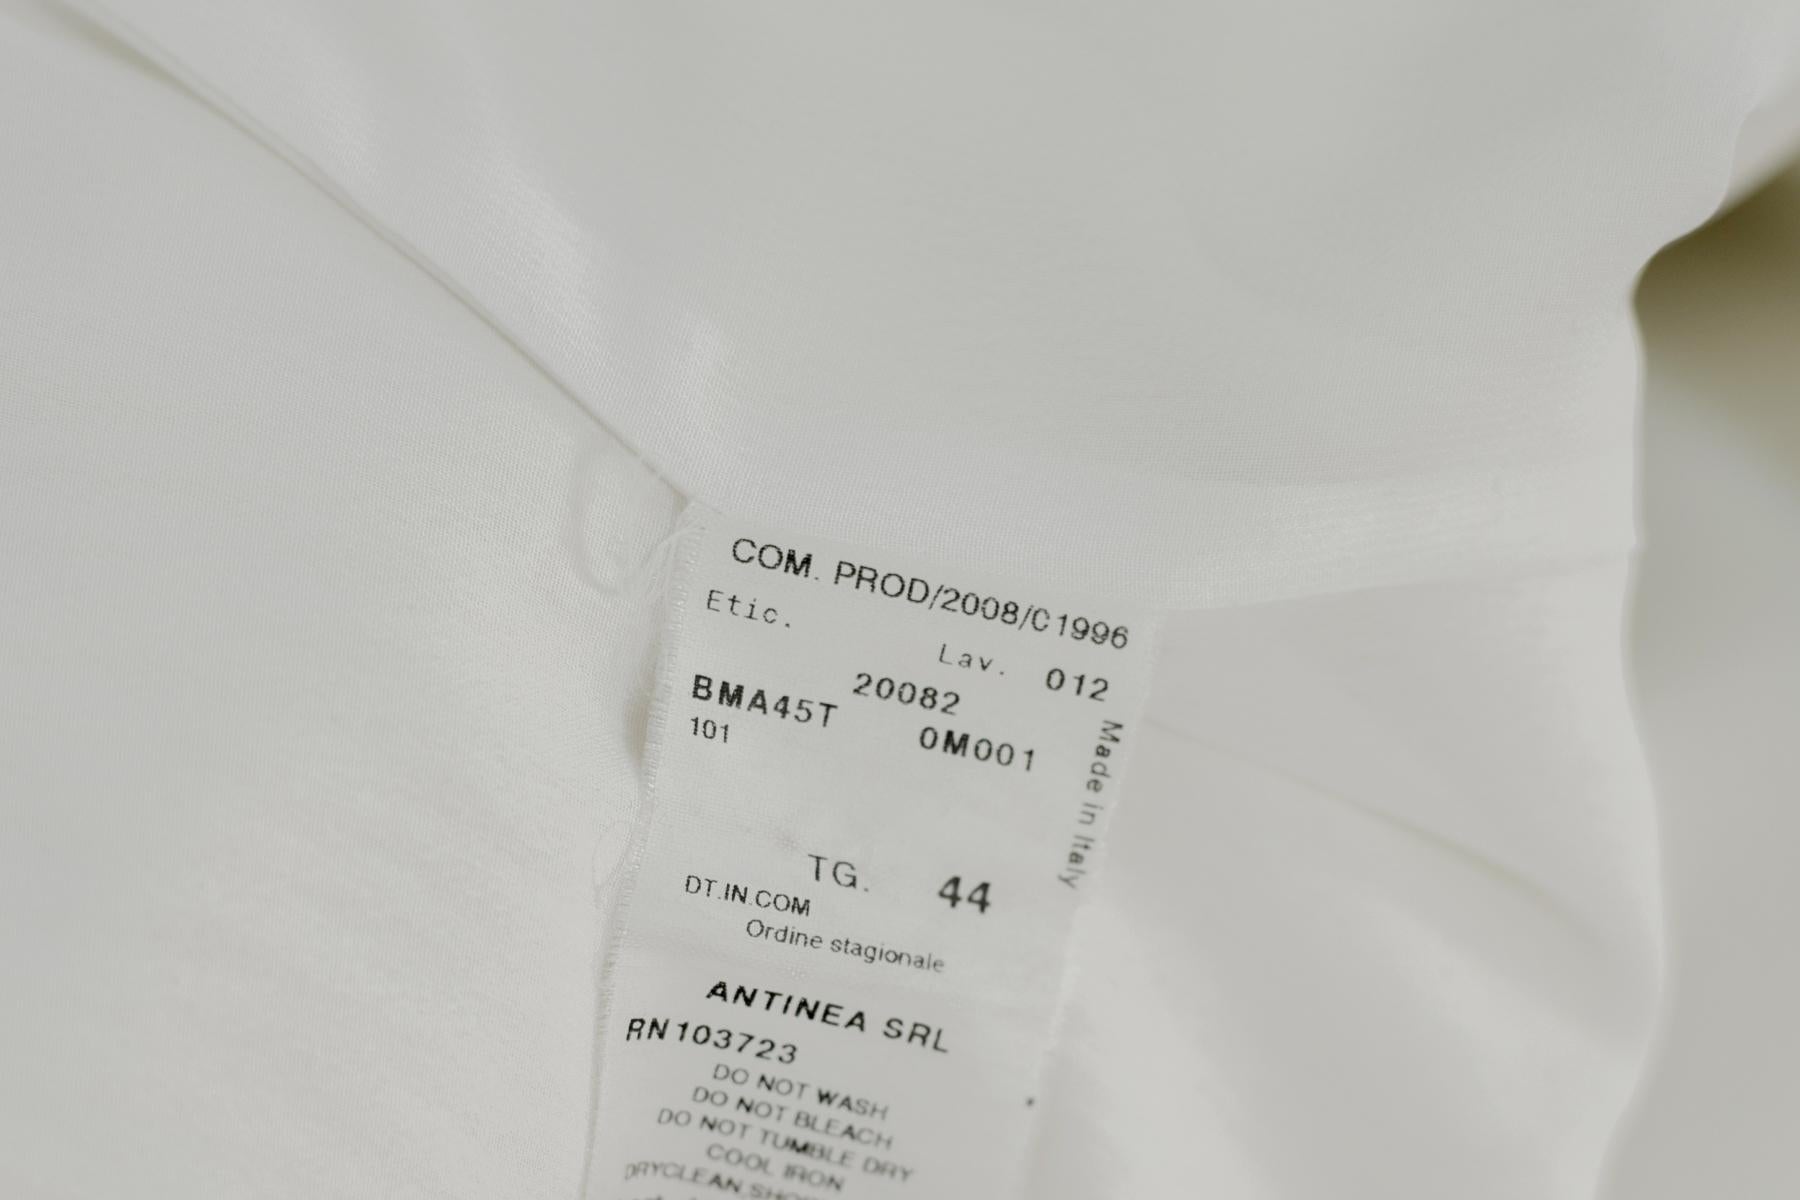 COM. PROD/2008/C1996
Etic.
Lav. 012
20082
BMA45T 0M001
101
Made in Italy
TG. 44
DT.IN.COM
Ordine stagionale
ANTINEA SRL
RN103723
DO NOT WASH
DO NOT BLEACH
DO NOT TUMBLE DRY
COOL IRON
DRYCLEAN